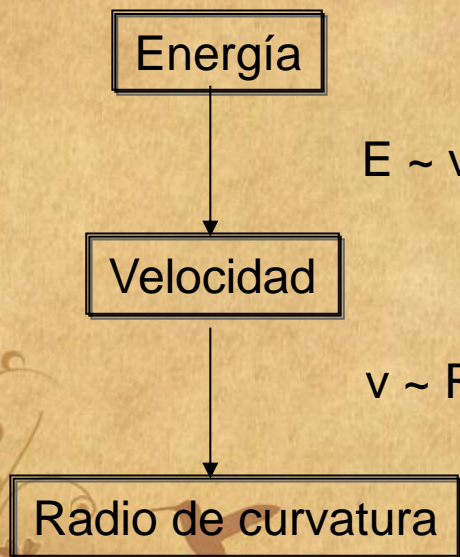 Energía
E ~ v
Velocidad
v ~ R
Radio de curvatura